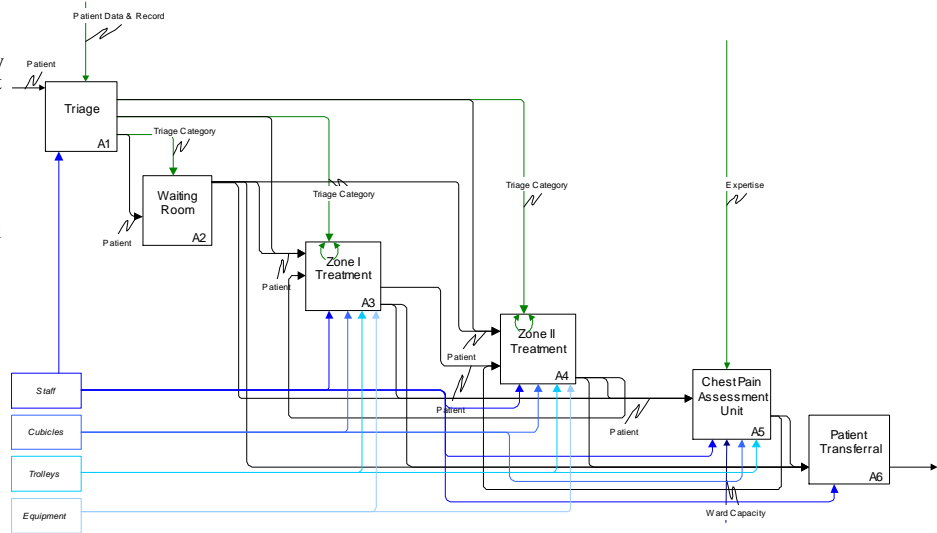 Patient Data & Record
Patient
y
t
Triage
A1
Triage Category
Waiting
Room
A2
Patient
Triage Category
Triage Category
Expertise
Zone I
Treatment
A3
Patient
Zone II
Treatment
A4
Patient
Patient
Chest Pain
Assessment
Unit
A5
Patient
Patient
Transferral
A6
Staff
Cubicles
Trolleys
Equipment
Ward Capacity